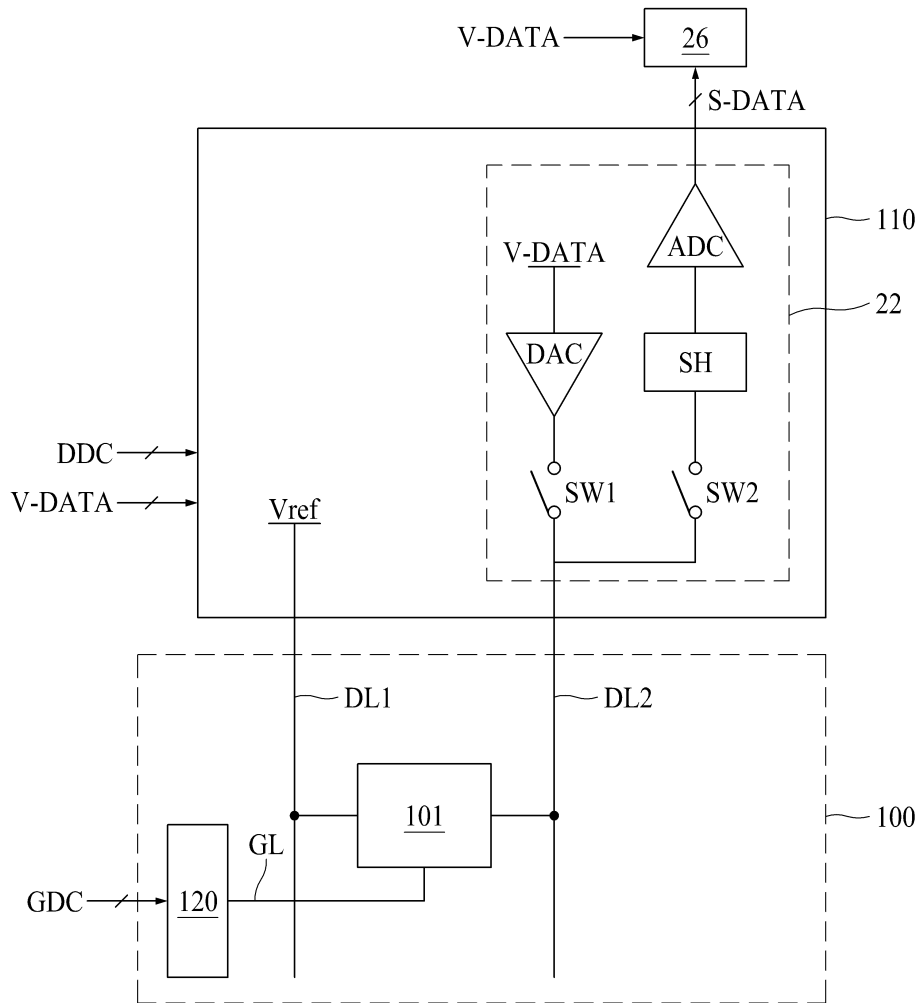 V-DATA
26
S-DATA
110
ADC
V-DATA
22
DAC
SH
DDC
SW1
SW2
V-DATA
Vref
DL1
DL2
101
100
GL
GDC
120